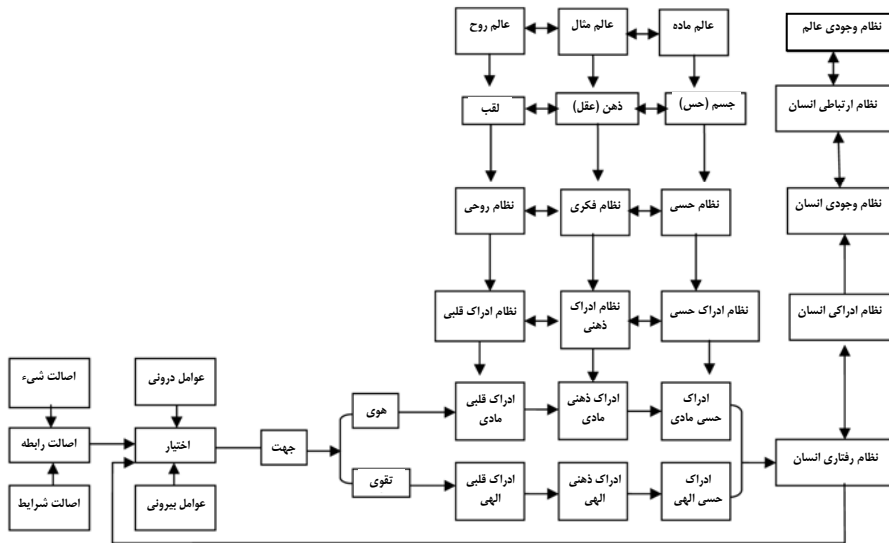 نظام وجودی عالم
عالم ماده
عالم مثال
عالم روح
نظام ارتباطی انسان
جسم (حس)
ذهن (عقل)
لقب
نظام وجودی انسان
نظام حسی
نظام فکری
نظام روحی
نظام ادراکی انسان
نظام ادراک حسی
نظام ادراک
ذهنی
نظام ادراک قلبی
ادراک
حسی مادی
ادراک ذهنی
مادی
ادراک قلبی
مادی
هوی
عوامل درونی
اصالت شیء
نظام رفتاری انسان
جهت
اختیار
اصالت رابطه
ادراک
حسی الهی
ادراک ذهنی
الهی
ادراک قلبی
الهی
تقوی
عوامل بیرونی
اصالت شرایط